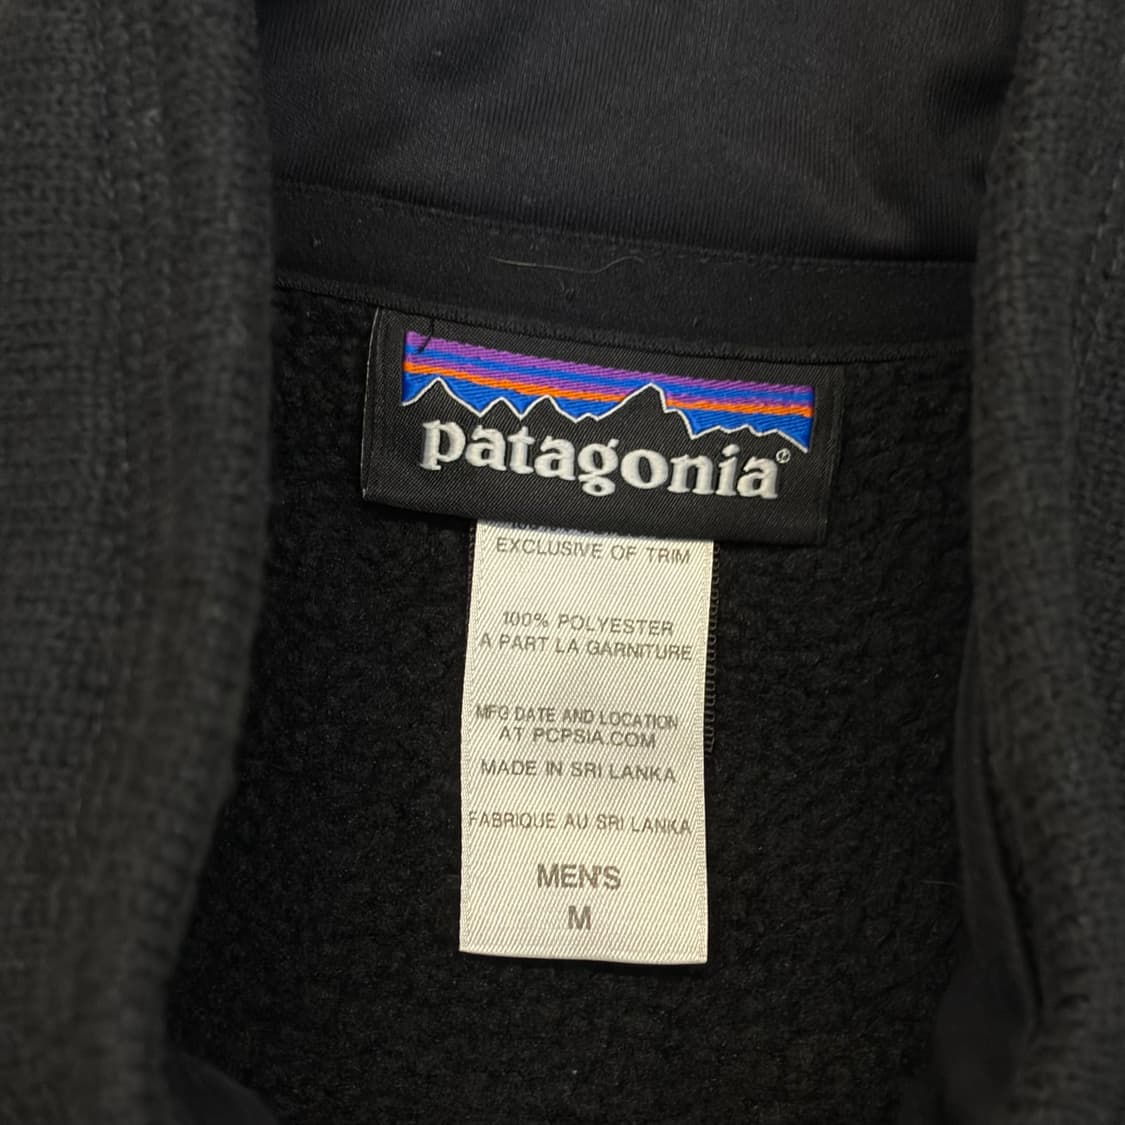 patagonia®
EXCLUSIVE OF TRIM
100% POLYESTER
A PART LA GARNITURE
MFG DATE AND LOCATION
AT PCPSIA.COM
MADE IN SRI LANKA
FABRIQUE AU SRI LANKA
MEN'S
M